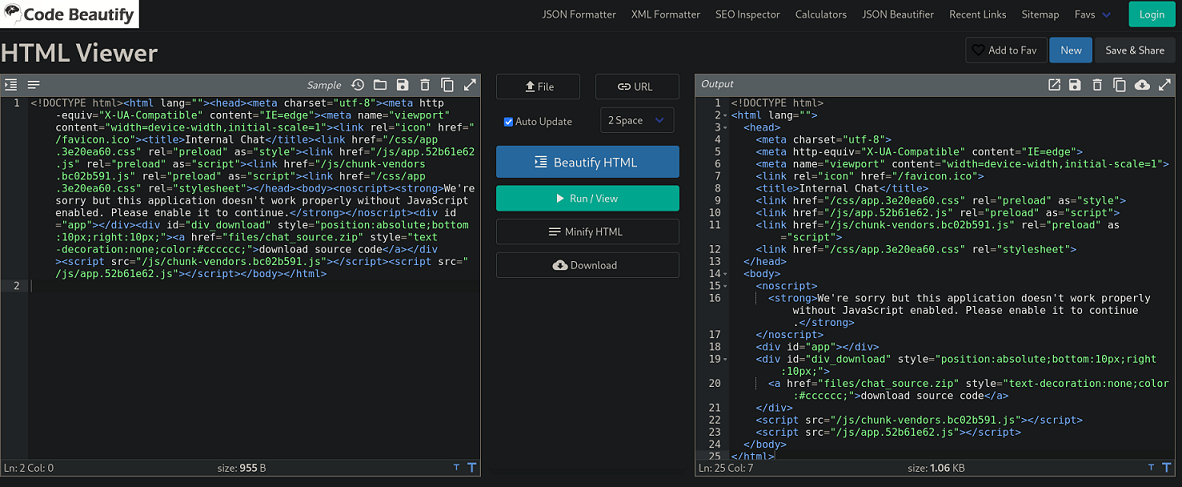 Code Beautify
JSON Formatter XML Formatter SEO Inspector Calculators JSON Beautifier Recent Links Sitemap Favs Login
HTML Viewer
Add to Fav New Save & Share
Sample
1 <!DOCTYPE html><html lang=""><head><meta charset="utf-8"><meta http
-equiv="X-UA-Compatible" content="IE=edge"><meta name="viewport"
content="width=device-width,initial-scale=1"><link rel="icon" href="
/favicon.ico"><title>Internal Chat</title><link href="/css/app
.3e20ea60.css" rel="preload" as="style"><link href="/js/app.52b61e62
.js" rel="preload" as="script"><link href="/js/chunk-vendors
.bc02b591.js" rel="preload" as="script"><link href="/css/app
.3e20ea60.css" rel="stylesheet"></head><body><noscript><strong>We're
sorry but this application doesn't work properly without JavaScript
enabled. Please enable it to continue.</strong></noscript><div id
="app"></div><div id="div_download" style="position:absolute;bottom
:10px;right:10px;"><a href="files/chat_source.zip" style="text
-decoration:none;color:#cccccc;">download source code</a></div
><script src="/js/chunk-vendors.bc02b591.js"></script><script src="
/js/app.52b61e62.js"></script></body></html>
2
Ln: 2 Col: 0 size: 955 B T T
File URL
Auto Update 2 Space
Beautify HTML
Run / View
Minify HTML
Download
Output
1 <!DOCTYPE html>
2 <html lang="">
3 <head>
4 <meta charset="utf-8">
5 <meta http-equiv="X-UA-Compatible" content="IE=edge">
6 <meta name="viewport" content="width=device-width,initial-scale=1">
7 <link rel="icon" href="/favicon.ico">
8 <title>Internal Chat</title>
9 <link href="/css/app.3e20ea60.css" rel="preload" as="style">
10 <link href="/js/app.52b61e62.js" rel="preload" as="script">
11 <link href="/js/chunk-vendors.bc02b591.js" rel="preload" as
="script">
12 <link href="/css/app.3e20ea60.css" rel="stylesheet">
13 </head>
14 <body>
15 <noscript>
16 <strong>We're sorry but this application doesn't work properly
without JavaScript enabled. Please enable it to continue
.</strong>
17 </noscript>
18 <div id="app"></div>
19 <div id="div_download" style="position:absolute;bottom:10px;right
:10px;">
20 <a href="files/chat_source.zip" style="text-decoration:none;color
:#cccccc;">download source code</a>
21 </div>
22 <script src="/js/chunk-vendors.bc02b591.js"></script>
23 <script src="/js/app.52b61e62.js"></script>
24 </body>
25 </html>
Ln: 25 Col: 7 size: 1.06 KB T T